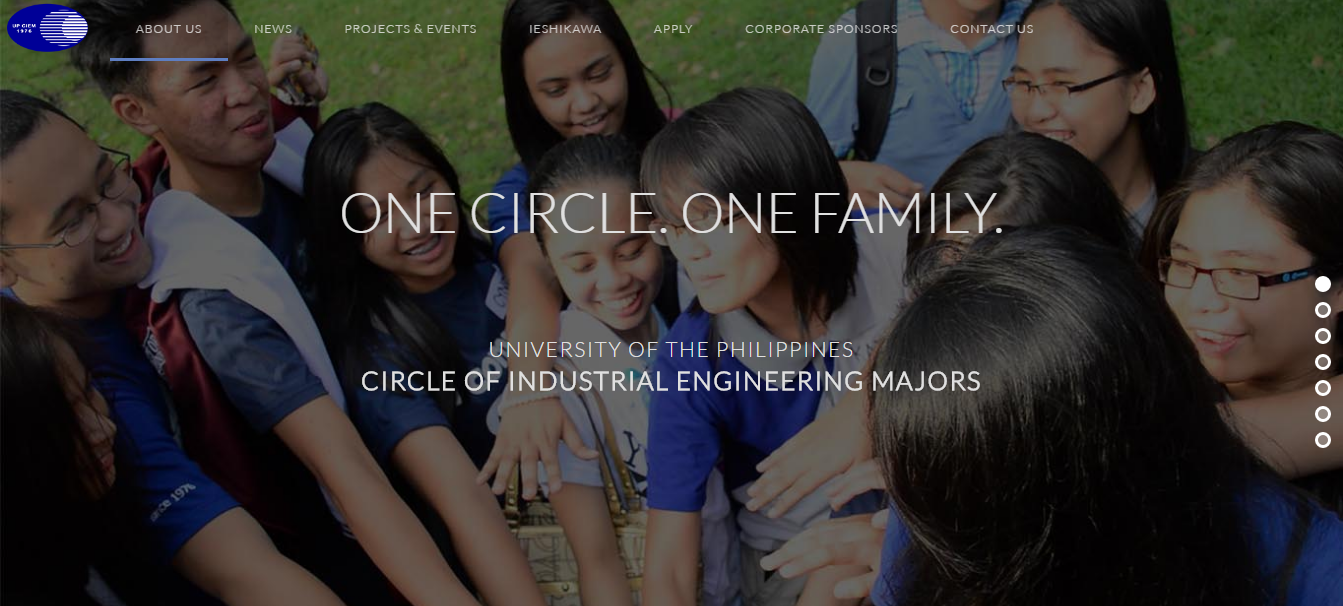 UP CIEM
1976
ABOUT US
NEWS
PROJECTS & EVENTS
IESHIKAWA
APPLY
CORPORATE SPONSORS
CONTACT US
ONE CIRCLE. ONE FAMILY.
UNIVERSITY OF THE PHILIPPINES
CIRCLE OF INDUSTRIAL ENGINEERING MAJORS
since 1976